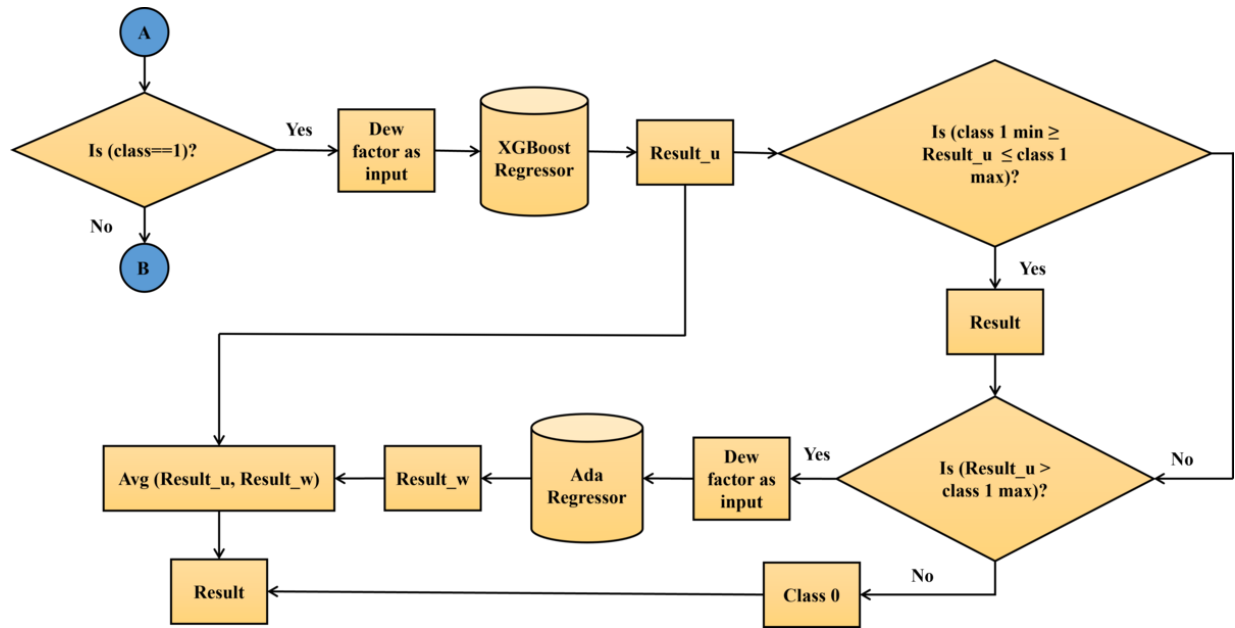 A
Is (class==1)?
Yes
No
B
Dew
factor as
input
XGBoost
Regressor
Result_u
Is (class 1 min ≥
Result_u ≤ class 1
max)?
Yes
No
Result
Is (Result_u >
class 1 max)?
Yes
Dew
factor as
input
Ada
Regressor
Result_w
Avg (Result_u, Result_w)
No
Class 0
Result